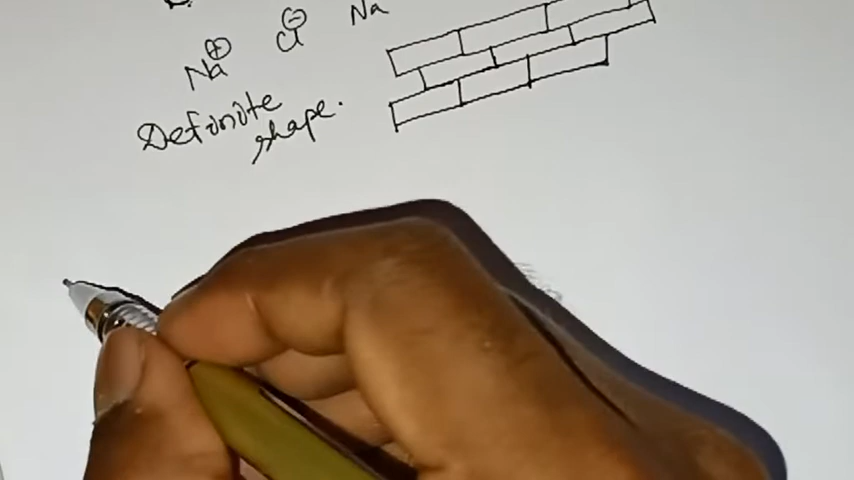 Na⊕ Cl⊖ Na
Definite
shape.